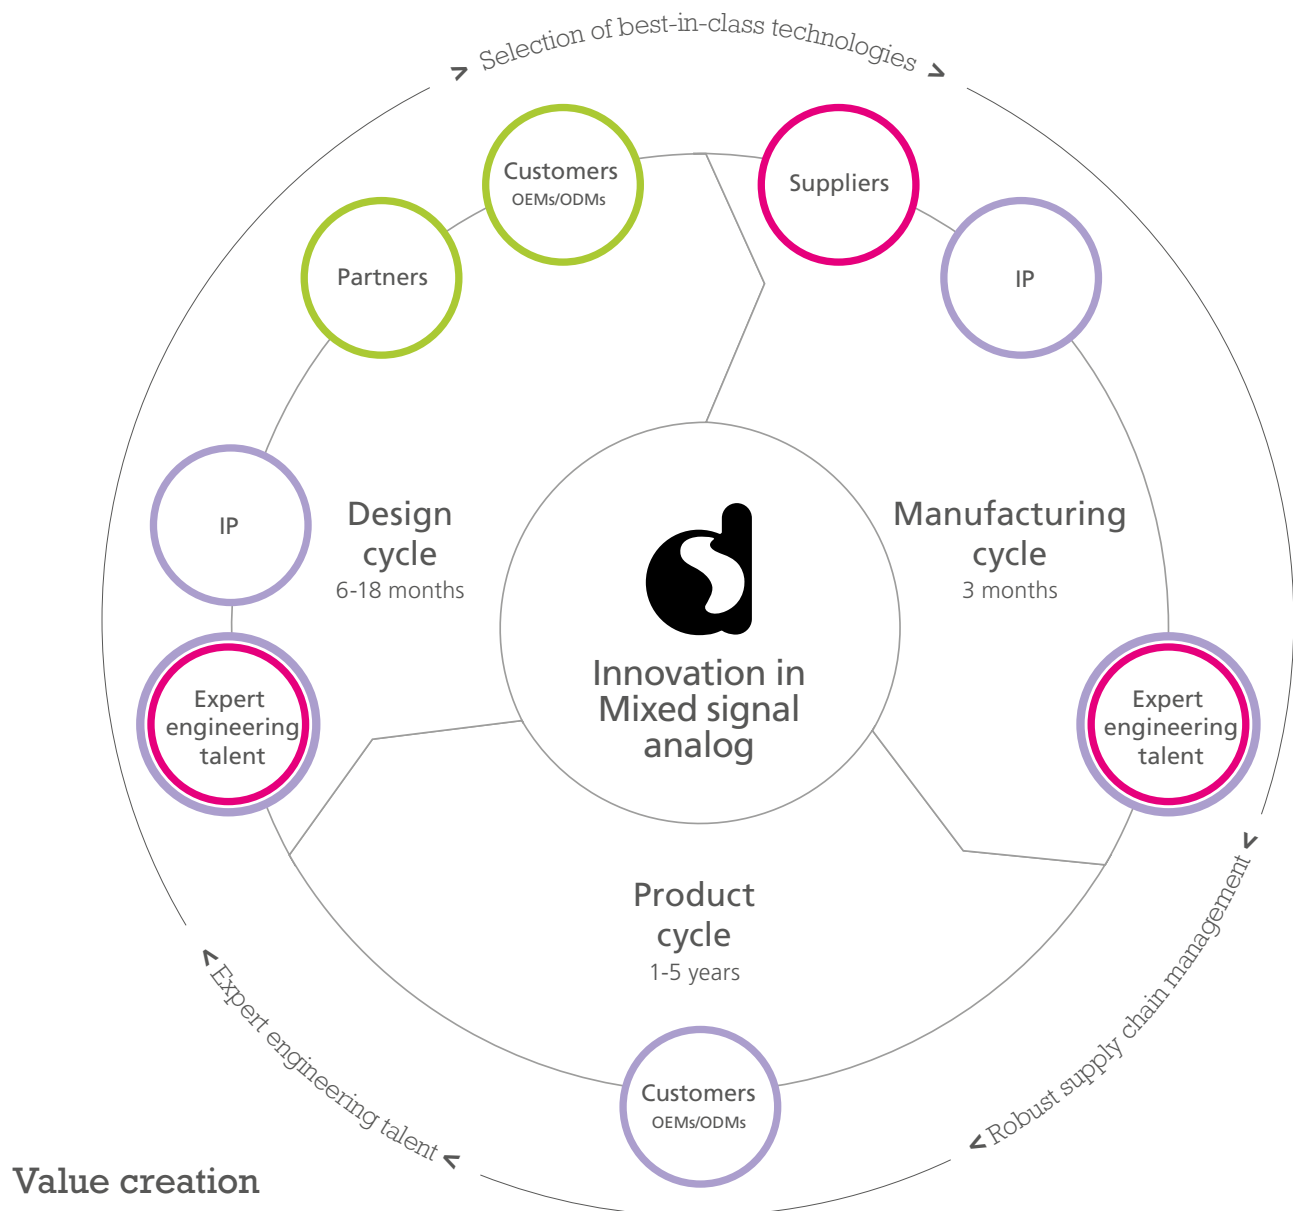 Selection of best-in-class technologies
Customers
OEMs/ODMs
Suppliers
Partners
IP
IP
Design
cycle
6-18 months
Manufacturing
cycle
3 months
Innovation in
Mixed signal
analog
Expert
engineering
talent
Expert
engineering
talent
Product
cycle
1-5 years
Robust supply chain management
Expert engineering talent
Customers
OEMs/ODMs
Value creation